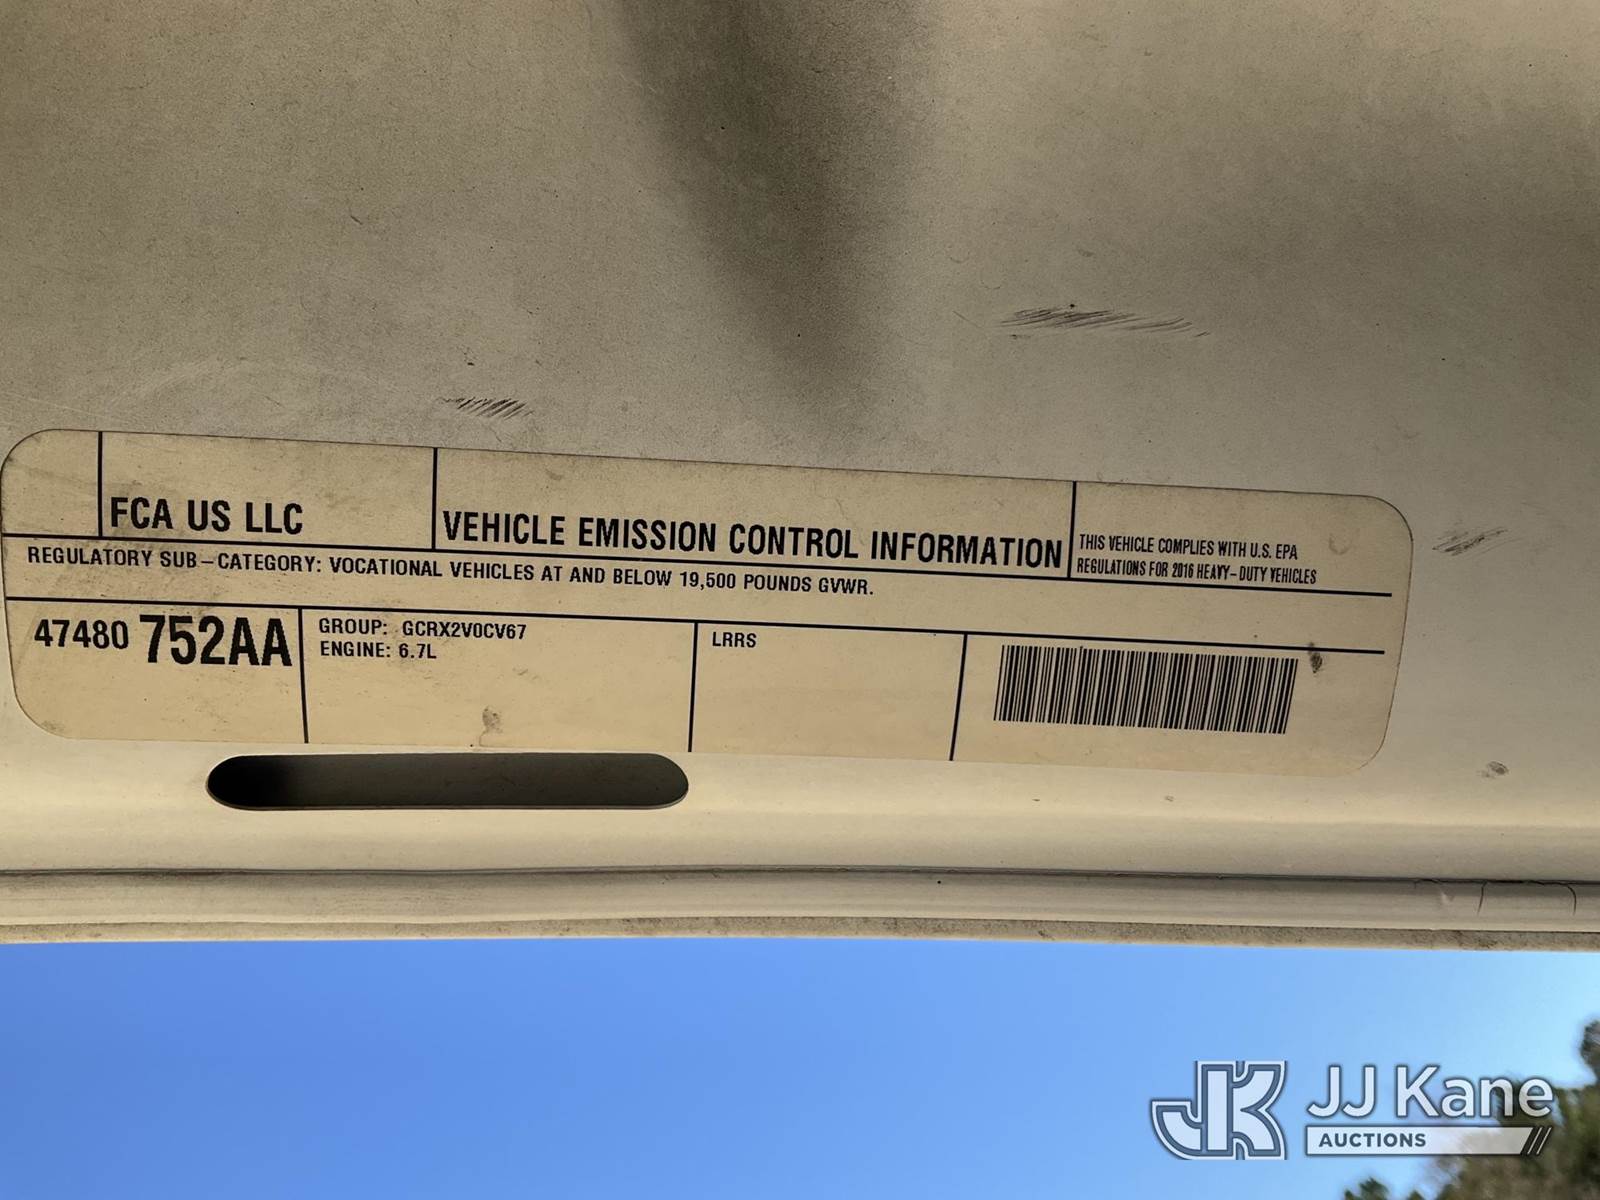 FCA US LLC
VEHICLE EMISSION CONTROL INFORMATION
THIS VEHICLE COMPLIES WITH U.S. EPA
REGULATIONS FOR 2016 HEAVY-DUTY VEHICLES
REGULATORY SUB-CATEGORY: VOCATIONAL VEHICLES AT AND BELOW 19,500 POUNDS GVWR.
47480 752AA
GROUP: GCRX2V0CV67
ENGINE: 6.7L
LRRS
JK JJ Kane
AUCTIONS